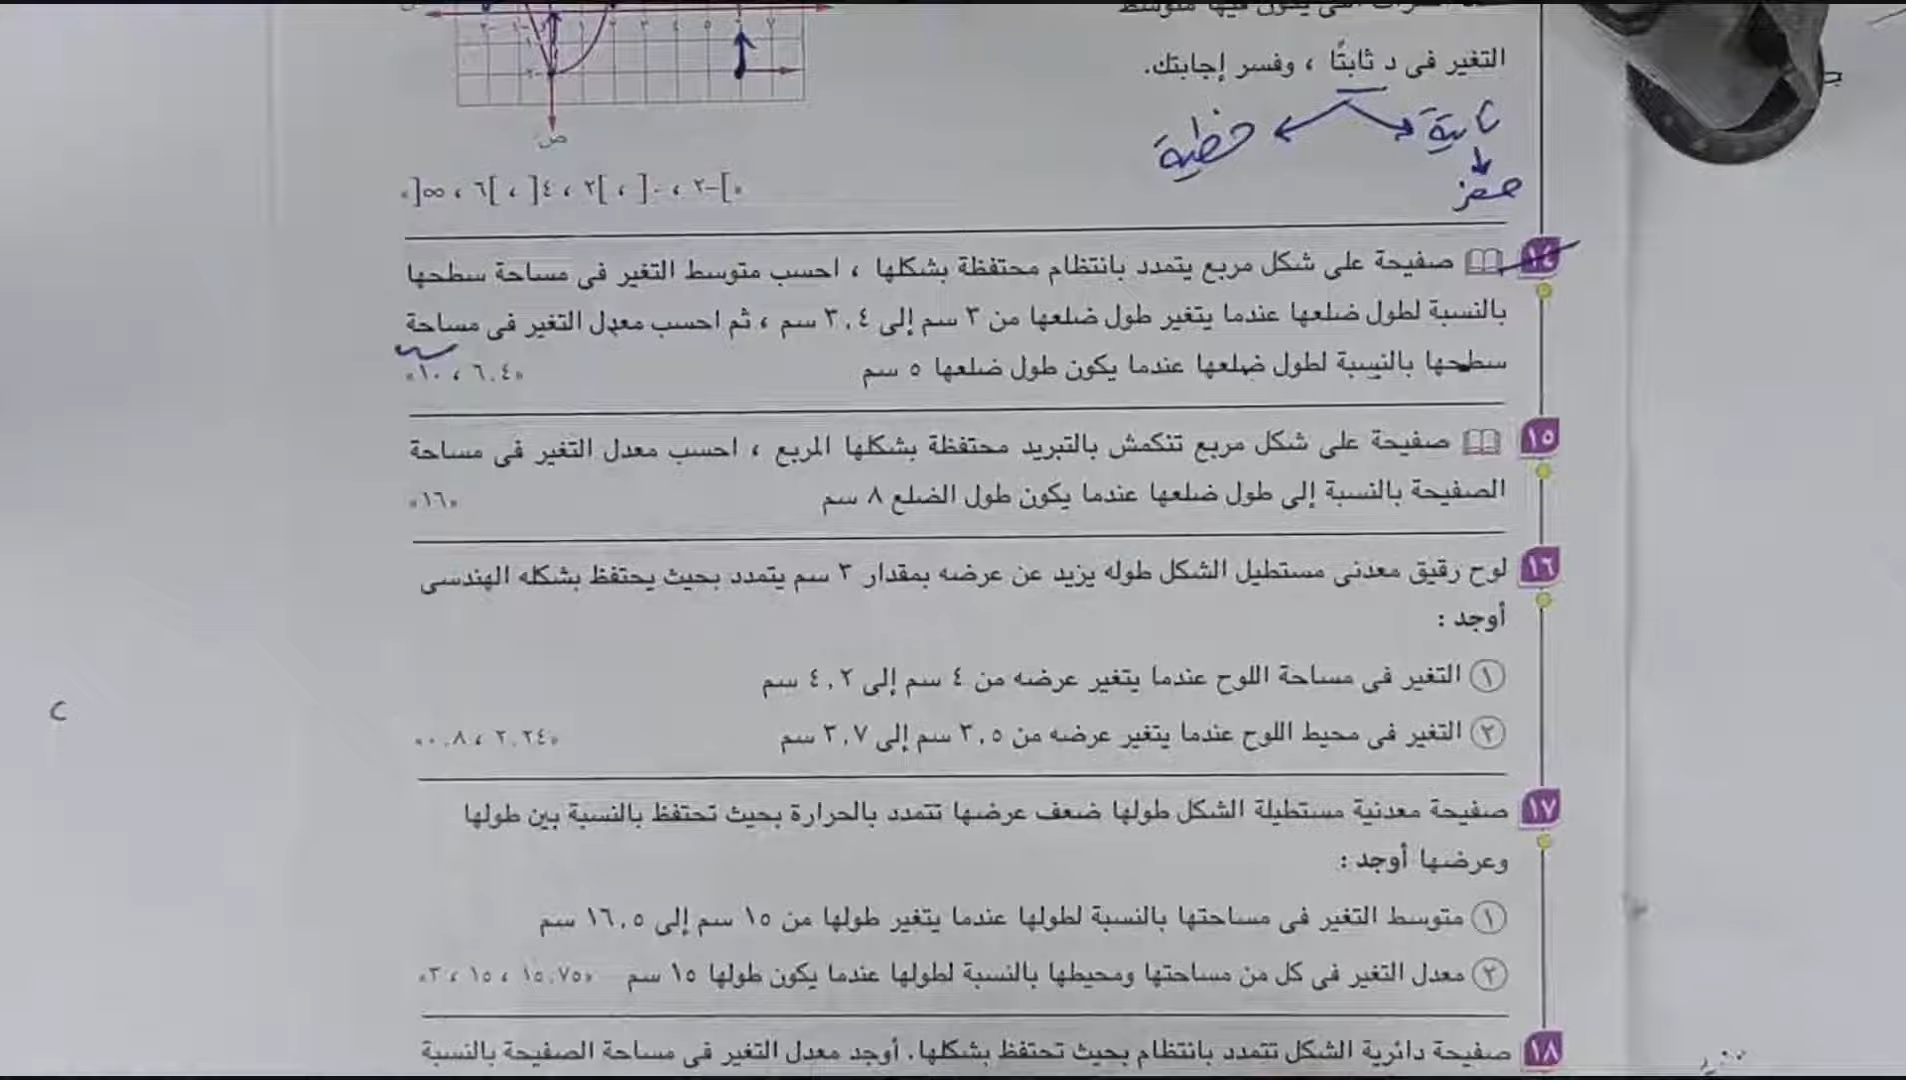 التغير فى د ثابتًا ، وفسر إجابتك.
ثابتة
خطية
صفر
ص
«]-٢ ، ٠[ ، ]٢ ، ٤[ ، ]٦ ، ∞[»
١٤ صفيحة على شكل مربع يتمدد بانتظام محتفظة بشكلها ، احسب متوسط التغير فى مساحة سطحها
بالنسبة لطول ضلعها عندما يتغير طول ضلعها من ٣ سم إلى ٣,٤ سم ، ثم احسب معدل التغير فى مساحة
سطحها بالنسبة لطول ضلعها عندما يكون طول ضلعها ٥ سم «٦,٤ ، ١٠»
١٥ صفيحة على شكل مربع تنكمش بالتبريد محتفظة بشكلها المربع ، احسب معدل التغير فى مساحة
الصفيحة بالنسبة إلى طول ضلعها عندما يكون طول الضلع ٨ سم «١٦»
١٦ لوح رقيق معدنى مستطيل الشكل طوله يزيد عن عرضه بمقدار ٣ سم يتمدد بحيث يحتفظ بشكله الهندسى
أوجد :
١ التغير فى مساحة اللوح عندما يتغير عرضه من ٤ سم إلى ٤,٢ سم
٢ التغير فى محيط اللوح عندما يتغير عرضه من ٣,٥ سم إلى ٣,٧ سم «٢,٢٤ ، ٠,٨»
١٧ صفيحة معدنية مستطيلة الشكل طولها ضعف عرضها تتمدد بالحرارة بحيث تحتفظ بالنسبة بين طولها
وعرضها أوجد :
١ متوسط التغير فى مساحتها بالنسبة لطولها عندما يتغير طولها من ١٥ سم إلى ١٦,٥ سم
٢ معدل التغير فى كل من مساحتها ومحيطها بالنسبة لطولها عندما يكون طولها ١٥ سم «١٥,٧٥ ، ١٥ ، ٣»
١٨ صفيحة دائرية الشكل تتمدد بانتظام بحيث تحتفظ بشكلها. أوجد معدل التغير فى مساحة الصفيحة بالنسبة